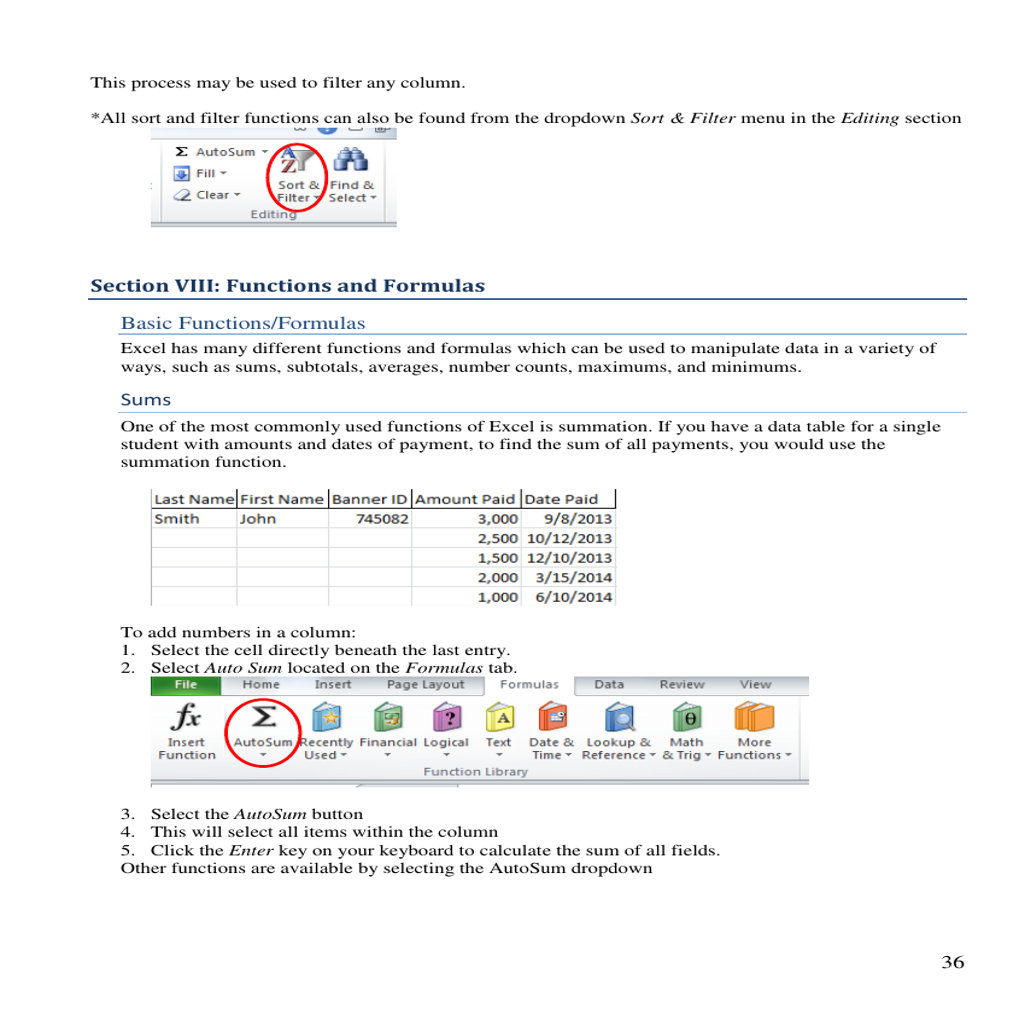 This process may be used to filter any column.
*All sort and filter functions can also be found from the dropdown Sort & Filter menu in the Editing section
Σ AutoSum
Fill
Clear
Sort & Filter
Find & Select
Editing
Section VIII: Functions and Formulas
Basic Functions/Formulas
Excel has many different functions and formulas which can be used to manipulate data in a variety of
ways, such as sums, subtotals, averages, number counts, maximums, and minimums.
Sums
One of the most commonly used functions of Excel is summation. If you have a data table for a single
student with amounts and dates of payment, to find the sum of all payments, you would use the
summation function.
Last Name First Name Banner ID Amount Paid Date Paid
Smith John 745082 3,000 9/8/2013
2,500 10/12/2013
1,500 12/10/2013
2,000 3/15/2014
1,000 6/10/2014
To add numbers in a column:
1. Select the cell directly beneath the last entry.
2. Select Auto Sum located on the Formulas tab.
File Home Insert Page Layout Formulas Data Review View
fx Σ ? A θ
Insert AutoSum Recently Financial Logical Text Date & Lookup & Math More
Function Used Time Reference & Trig Functions
Function Library
3. Select the AutoSum button
4. This will select all items within the column
5. Click the Enter key on your keyboard to calculate the sum of all fields.
Other functions are available by selecting the AutoSum dropdown
36